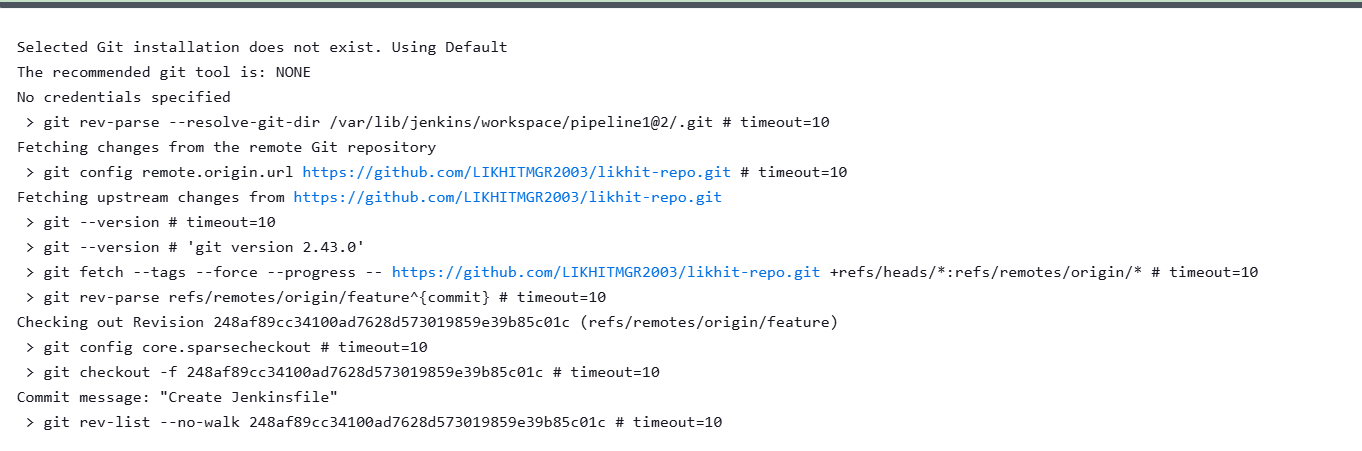 Selected Git installation does not exist. Using Default
The recommended git tool is: NONE
No credentials specified
> git rev-parse --resolve-git-dir /var/lib/jenkins/workspace/pipeline1@2/.git # timeout=10
Fetching changes from the remote Git repository
> git config remote.origin.url https://github.com/LIKHITMGR2003/likhit-repo.git # timeout=10
Fetching upstream changes from https://github.com/LIKHITMGR2003/likhit-repo.git
> git --version # timeout=10
> git --version # 'git version 2.43.0'
> git fetch --tags --force --progress -- https://github.com/LIKHITMGR2003/likhit-repo.git +refs/heads/*:refs/remotes/origin/* # timeout=10
> git rev-parse refs/remotes/origin/feature^{commit} # timeout=10
Checking out Revision 248af89cc34100ad7628d573019859e39b85c01c (refs/remotes/origin/feature)
> git config core.sparsecheckout # timeout=10
> git checkout -f 248af89cc34100ad7628d573019859e39b85c01c # timeout=10
Commit message: "Create Jenkinsfile"
> git rev-list --no-walk 248af89cc34100ad7628d573019859e39b85c01c # timeout=10